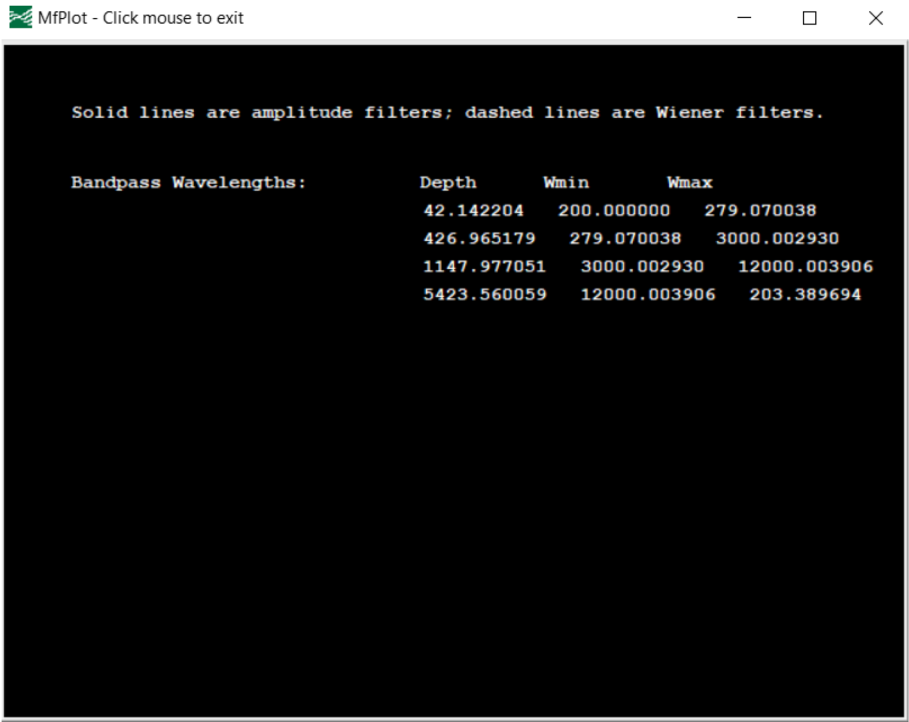 MfPlot - Click mouse to exit
Solid lines are amplitude filters; dashed lines are Wiener filters.
Bandpass Wavelengths: Depth Wmin Wmax
42.142204 200.000000 279.070038
426.965179 279.070038 3000.002930
1147.977051 3000.002930 12000.003906
5423.560059 12000.003906 203.389694